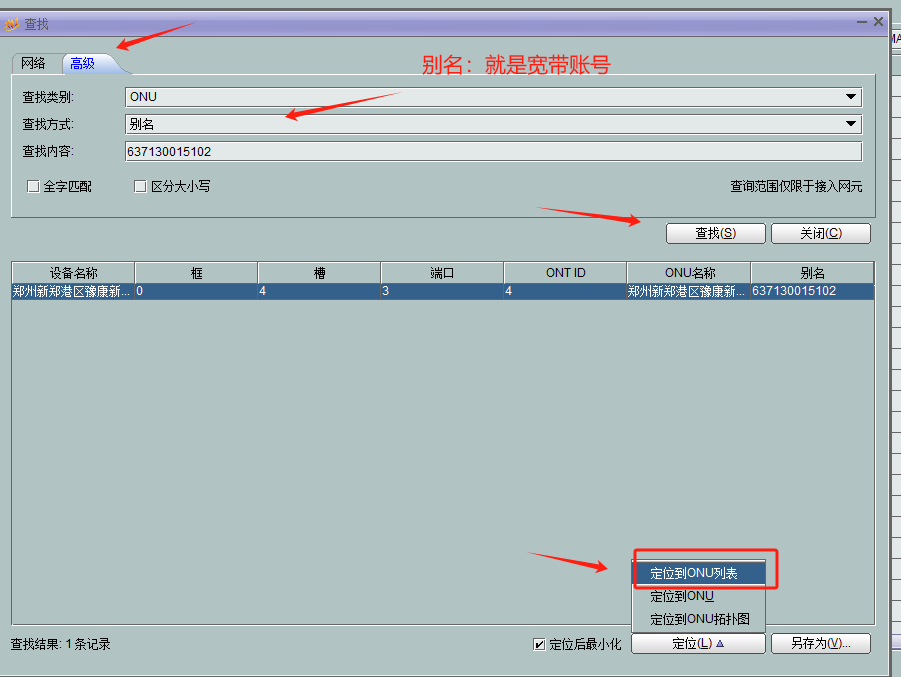 查找
MA
网络 高级
别名：就是宽带账号
查找类别: ONU
查找方式: 别名
查找内容: 637130015102
全字匹配 区分大小写 查询范围仅限于接入网元
查找(S) 关闭(C)
设备名称 框 槽 端口 ONT ID ONU名称 别名
郑州新郑港区豫康新... 0 4 3 4 郑州新郑港区豫康新... 637130015102
定位到ONU列表
定位到ONU
定位到ONU拓扑图
查找结果: 1 条记录 定位后最小化 定位(L) 另存为(V)...